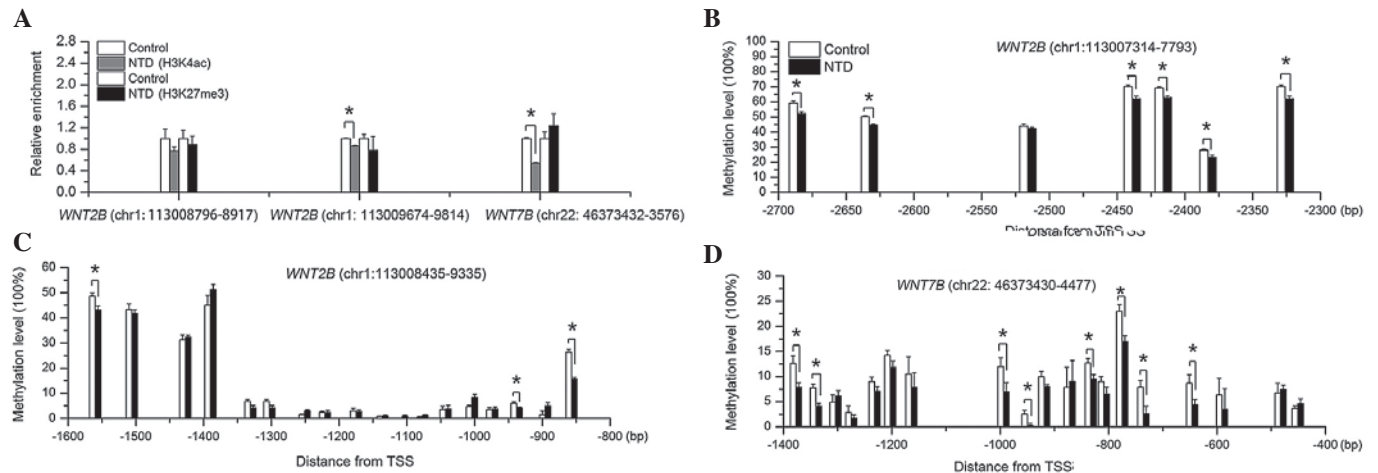 A
2.8
2.4
2.0
1.6
1.2
0.8
0.4
0.0
Relative enrichment
Control
NTD (H3K4ac)
Control
NTD (H3K27me3)
*
*
WNT2B (chr1: 113008796-8917)
WNT2B (chr1: 113009674-9814)
WNT7B (chr22: 46373432-3576)
B
100
90
80
70
60
50
40
30
20
10
0
Methylation level (100%)
Control
NTD
WNT2B (chr1:113007314-7793)
* * * * * *
-2700 -2650 -2600 -2550 -2500 -2450 -2400 -2350 -2300 (bp)
from TSS
C
60
50
40
30
20
10
0
Methylation level (100%)
WNT2B (chr1:113008435-9335)
* * *
-1600 -1500 -1400 -1300 -1200 -1100 -1000 -900 -800 (bp)
Distance from TSS
D
30
25
20
15
10
5
0
Methylation level (100%)
WNT7B (chr22: 46373430-4477)
* * * * * * * *
-1400 -1200 -1000 -800 -600 -400 (bp)
Distance from TSS